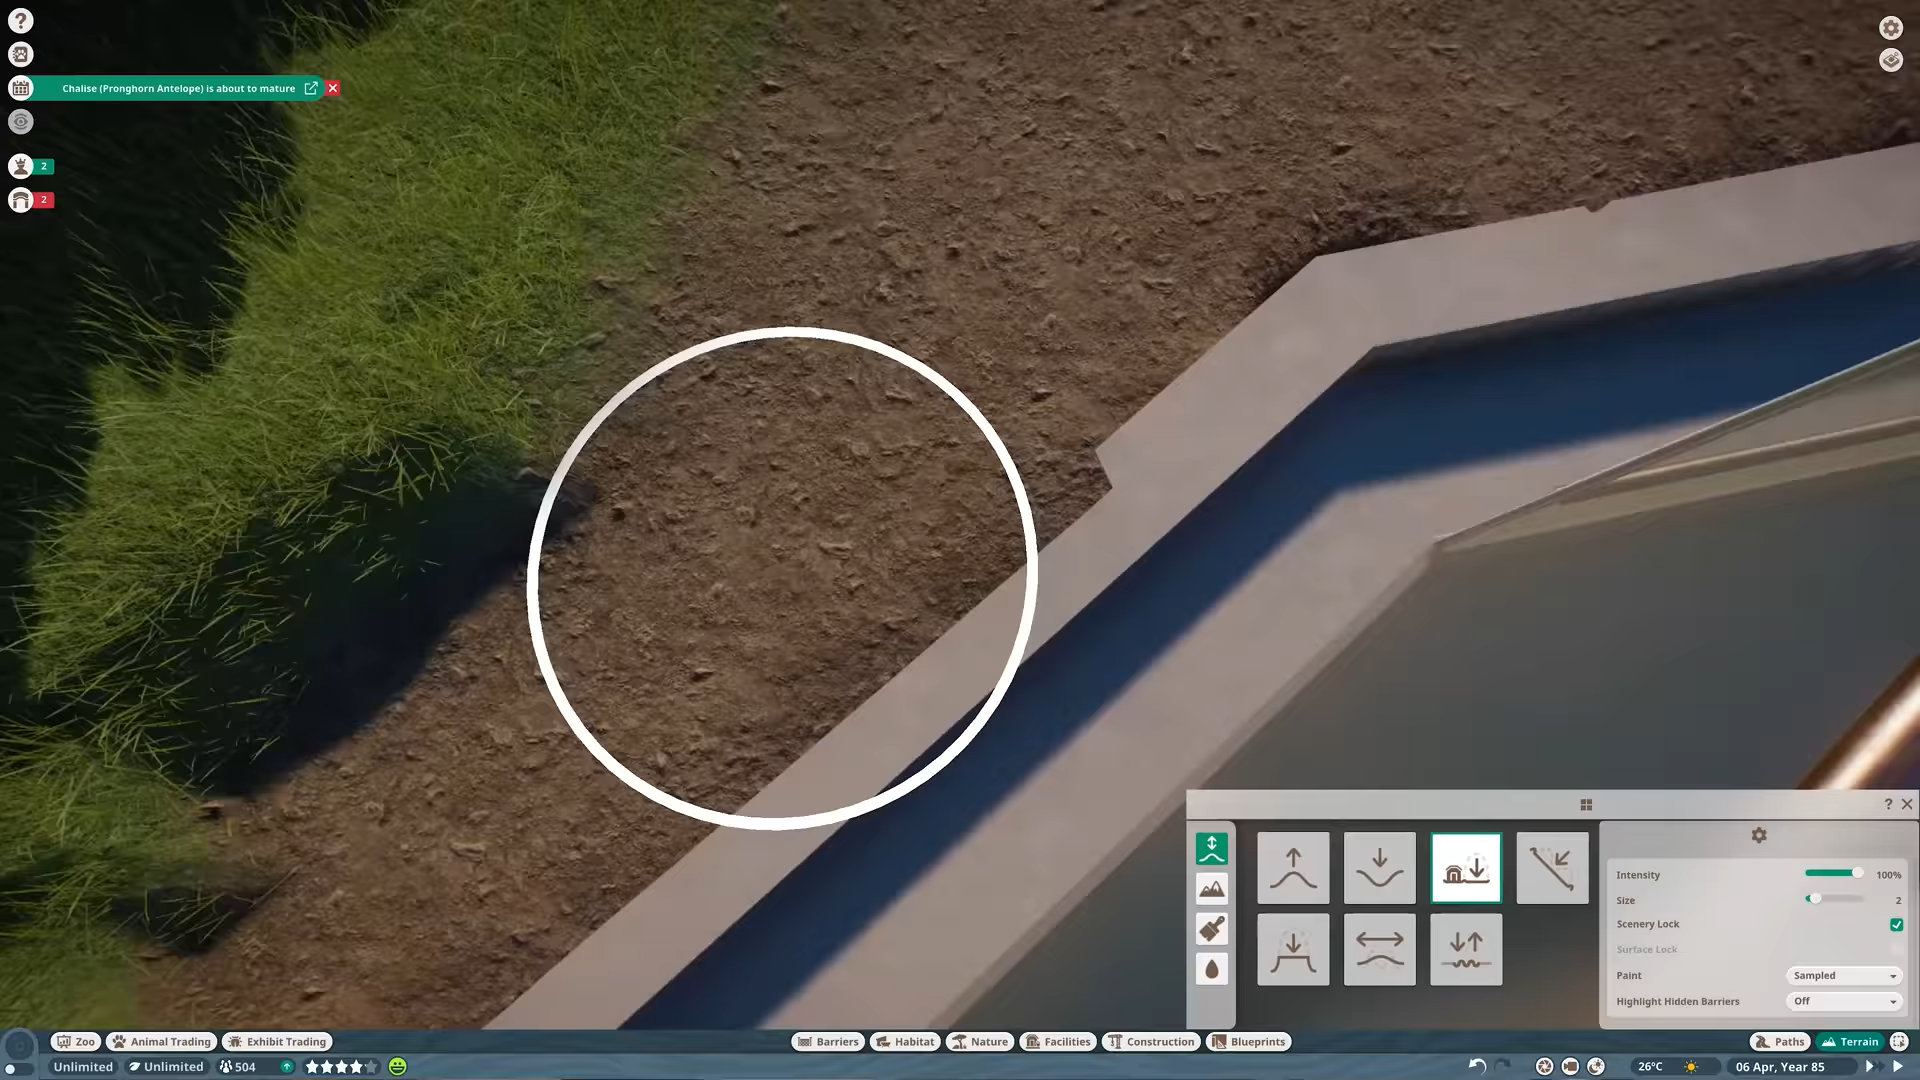 ?
Chalise (Pronghorn Antelope) is about to mature
2
2
?
Intensity 100%
Size 2
Scenery Lock
Surface Lock
Paint Sampled
Highlight Hidden Barriers Off
Zoo Animal Trading Exhibit Trading Barriers Habitat Nature Facilities Construction Blueprints Paths Terrain
Unlimited Unlimited 504 26°C 06 Apr, Year 85